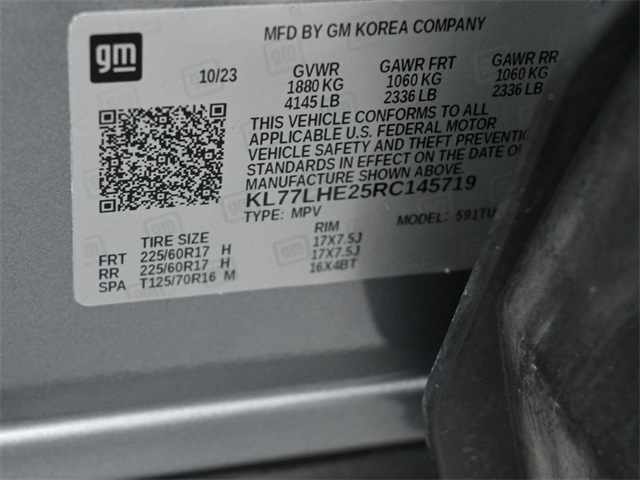 gm
MFD BY GM KOREA COMPANY
10/23 GVWR GAWR FRT GAWR RR
1880 KG 1060 KG 1060 KG
4145 LB 2336 LB 2336 LB
THIS VEHICLE CONFORMS TO ALL
APPLICABLE U.S. FEDERAL MOTOR
VEHICLE SAFETY AND THEFT
STANDARDS IN EFFECT ON THE DATE
MANUFACTURE SHOWN ABOVE.
KL77LHE25RC145719
TYPE: MPV MODEL:
TIRE SIZE RIM
FRT 225/60R17 H 17X7.5J
RR 225/60R17 H 17X7.5J
SPA T125/70R16 M 16X4BT